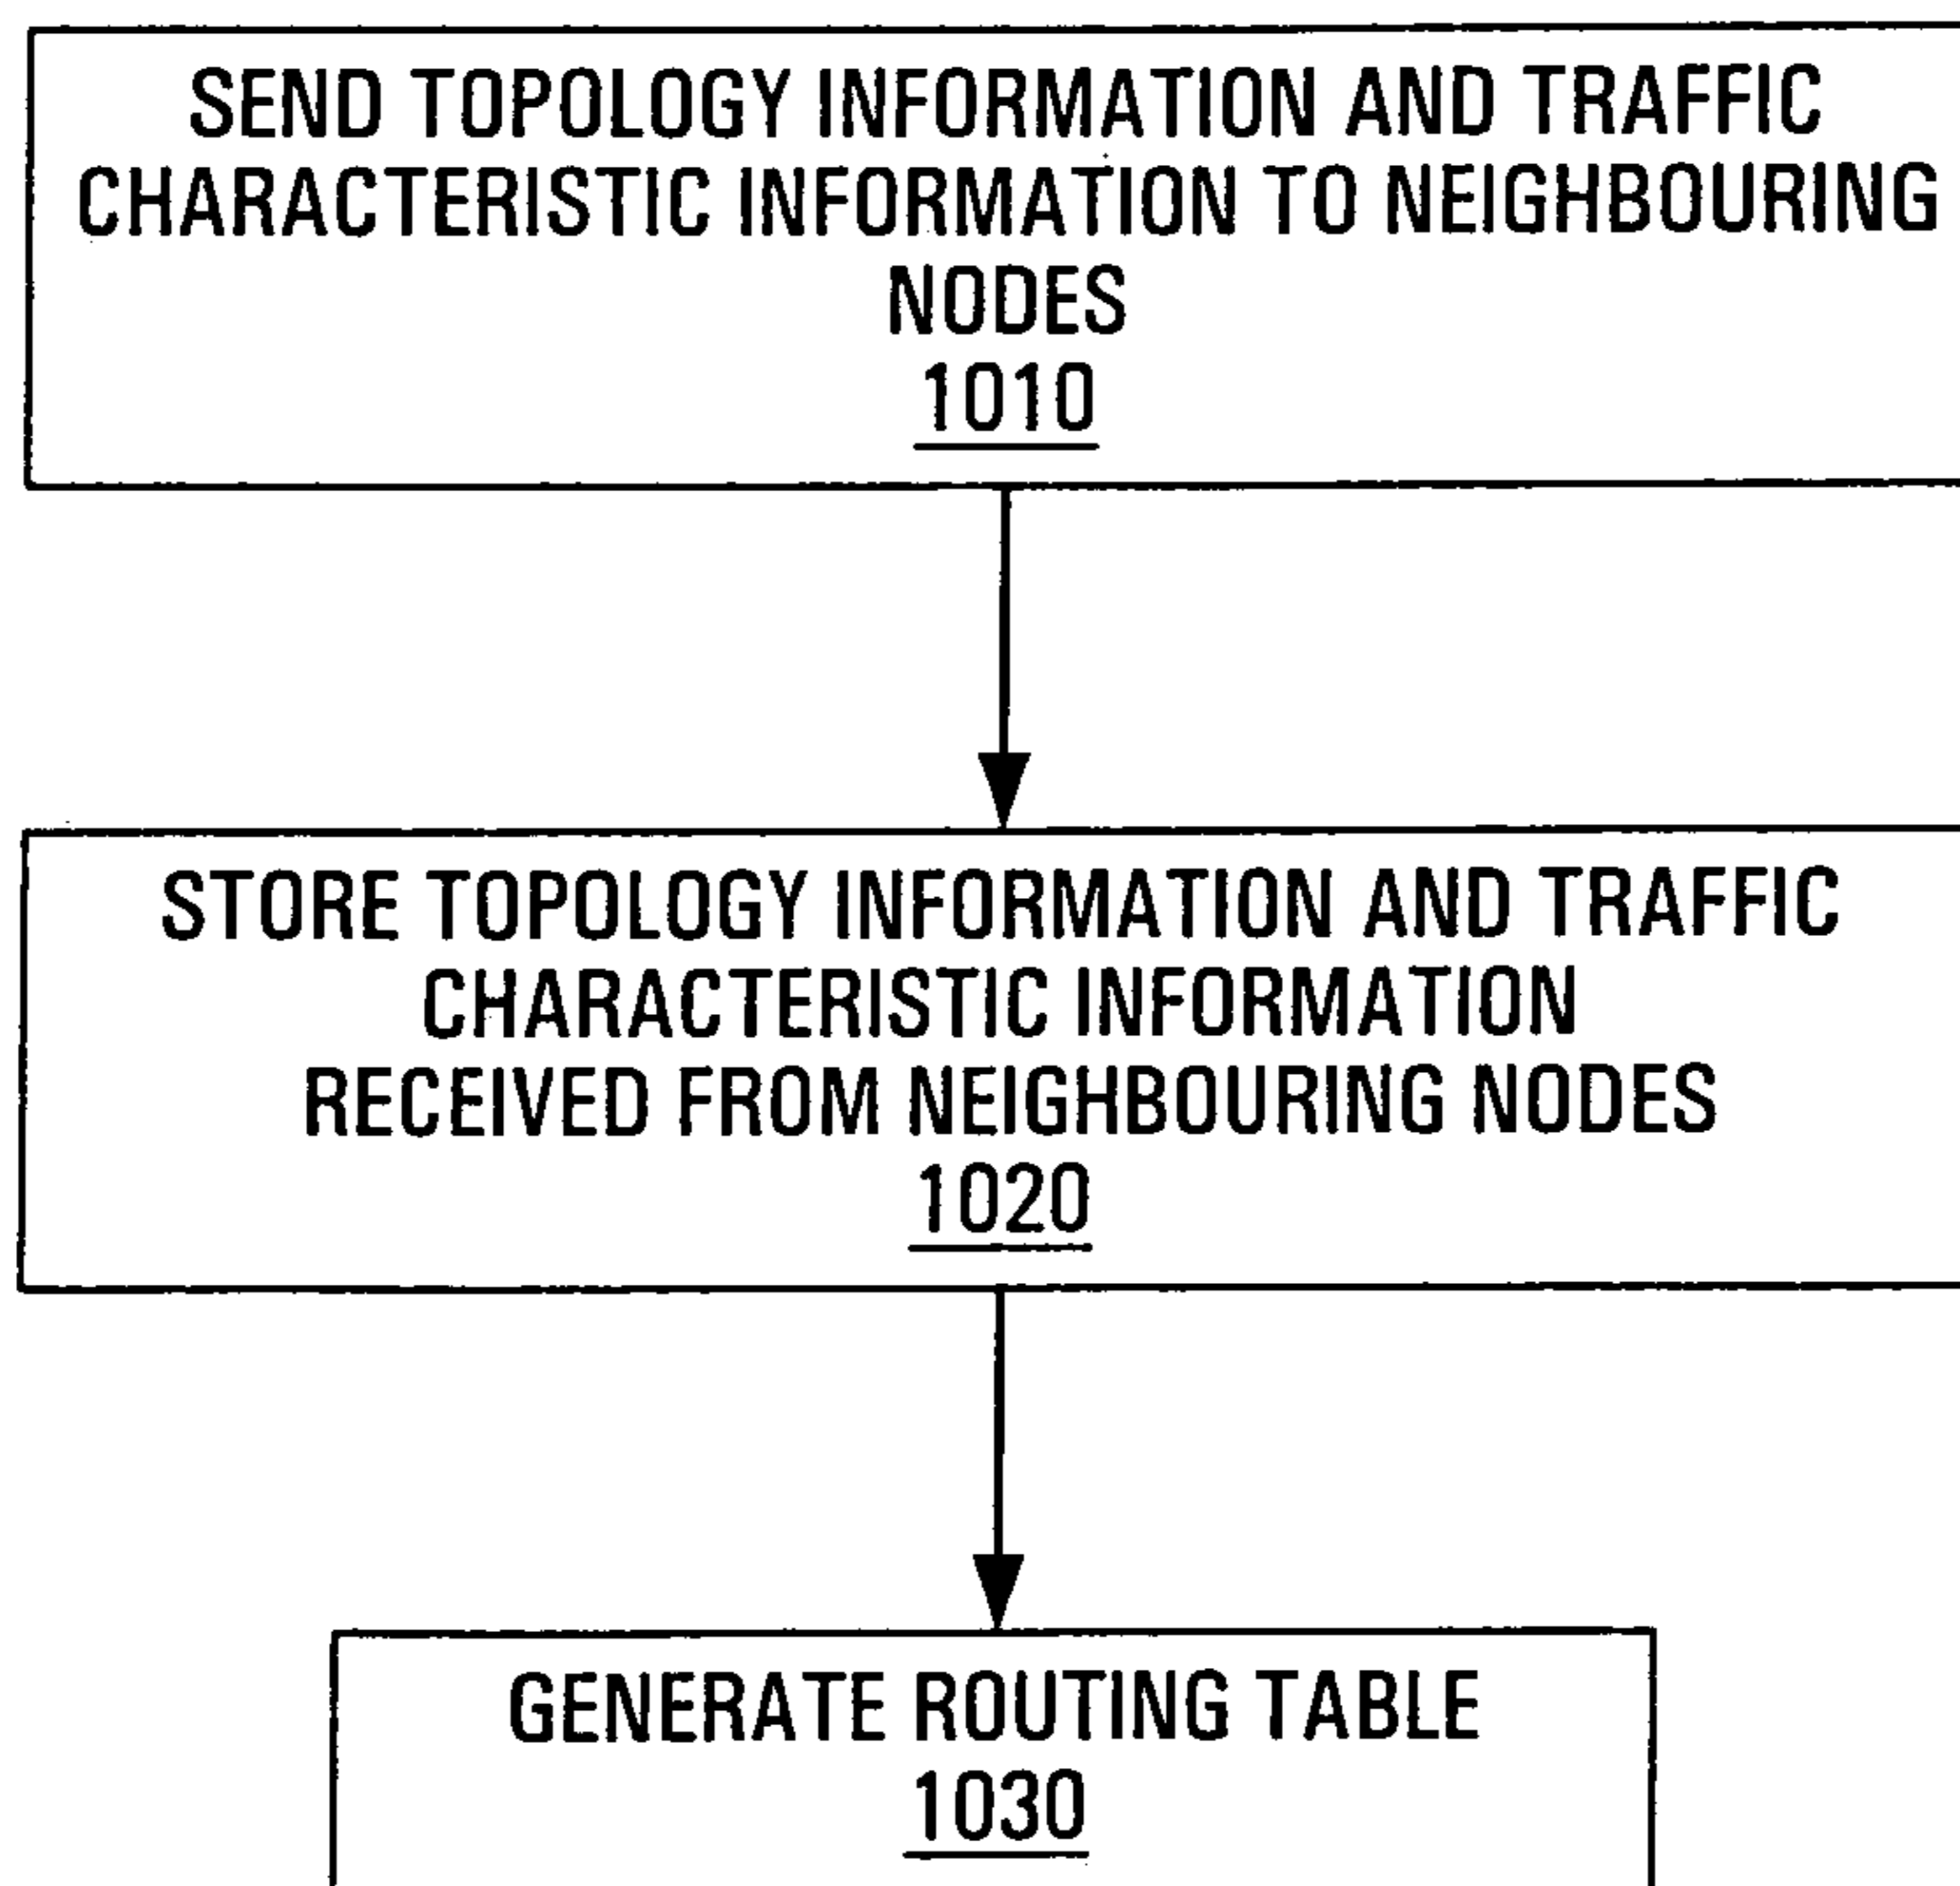 SEND TOPOLOGY INFORMATION AND TRAFFIC
CHARACTERISTIC INFORMATION TO NEIGHBOURING
NODES
1010
STORE TOPOLOGY INFORMATION AND TRAFFIC
CHARACTERISTIC INFORMATION
RECEIVED FROM NEIGHBOURING NODES
1020
GENERATE ROUTING TABLE
1030